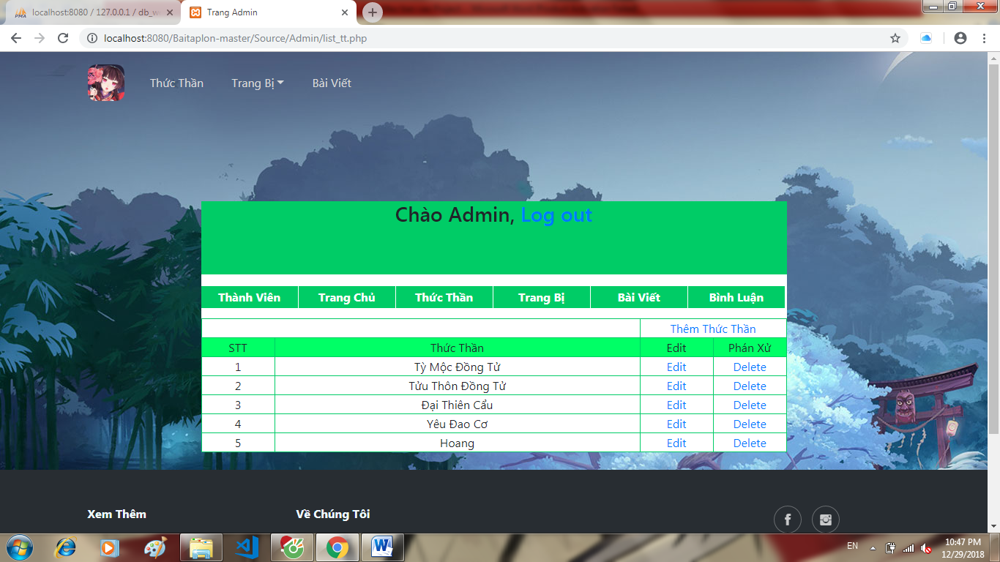 PMA localhost:8080 / 127.0.0.1 / db_w
Trang Admin
localhost:8080/Baitaplon-master/Source/Admin/list_tt.php
Thức Thần Trang Bị Bài Viết
Chào Admin, Log out
Thành Viên Trang Chủ Thức Thần Trang Bị Bài Viết Bình Luận
Thêm Thức Thần
STT Thức Thần Edit Phán Xử
1 Tỳ Mộc Đồng Tử Edit Delete
2 Tửu Thôn Đồng Tử Edit Delete
3 Đại Thiên Cẩu Edit Delete
4 Yêu Đao Cơ Edit Delete
5 Hoang Edit Delete
Xem Thêm Về Chúng Tôi
EN 10:47 PM
12/29/2018